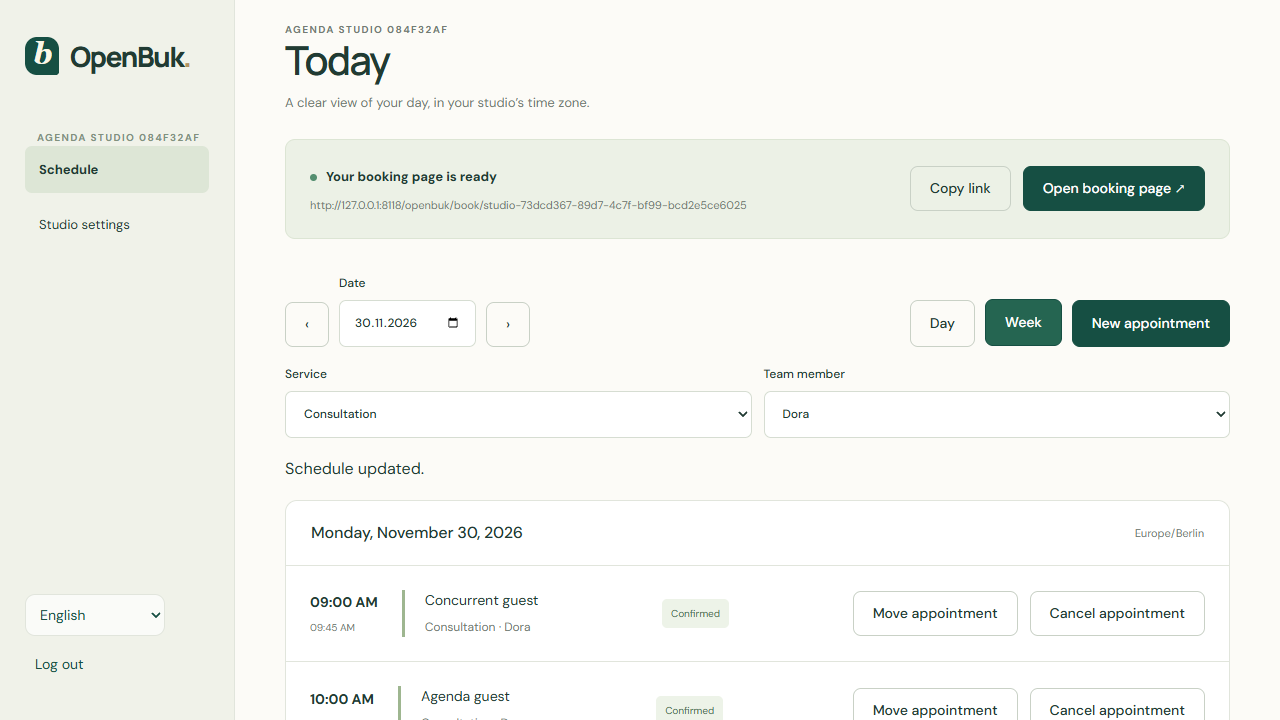 b OpenBuk.
AGENDA STUDIO 084F32AF
Schedule
Studio settings
English
Log out
AGENDA STUDIO 084F32AF
Today
A clear view of your day, in your studio's time zone.
Your booking page is ready
http://127.0.0.1:8118/openbuk/book/studio-73dcd367-89d7-4c7f-bf99-bcd2e5ce6025
Copy link
Open booking page ↗
Date
‹ 30.11.2026 ›
Day Week New appointment
Service
Consultation
Team member
Dora
Schedule updated.
Monday, November 30, 2026
Europe/Berlin
09:00 AM
09:45 AM
Concurrent guest
Consultation · Dora
Confirmed
Move appointment
Cancel appointment
10:00 AM
Agenda guest
Confirmed
Move appointment
Cancel appointment